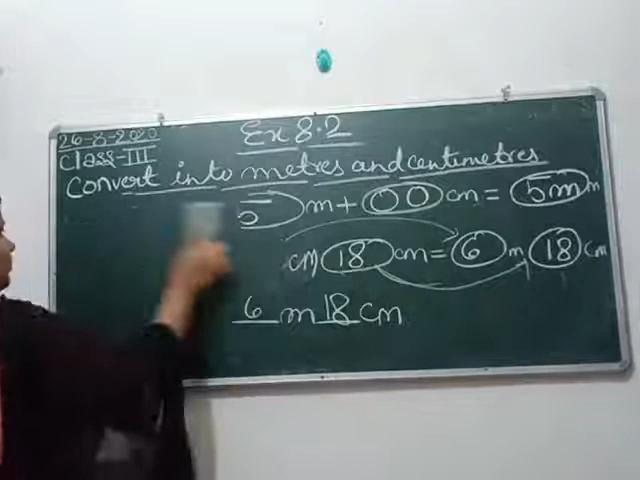 26-8-2020
Ex 8.2
Class-III
Convert into metres and centimetres
5 m + 00 cm = 5m
cm 18 cm = 6 m 18 cm
6 m 18 cm